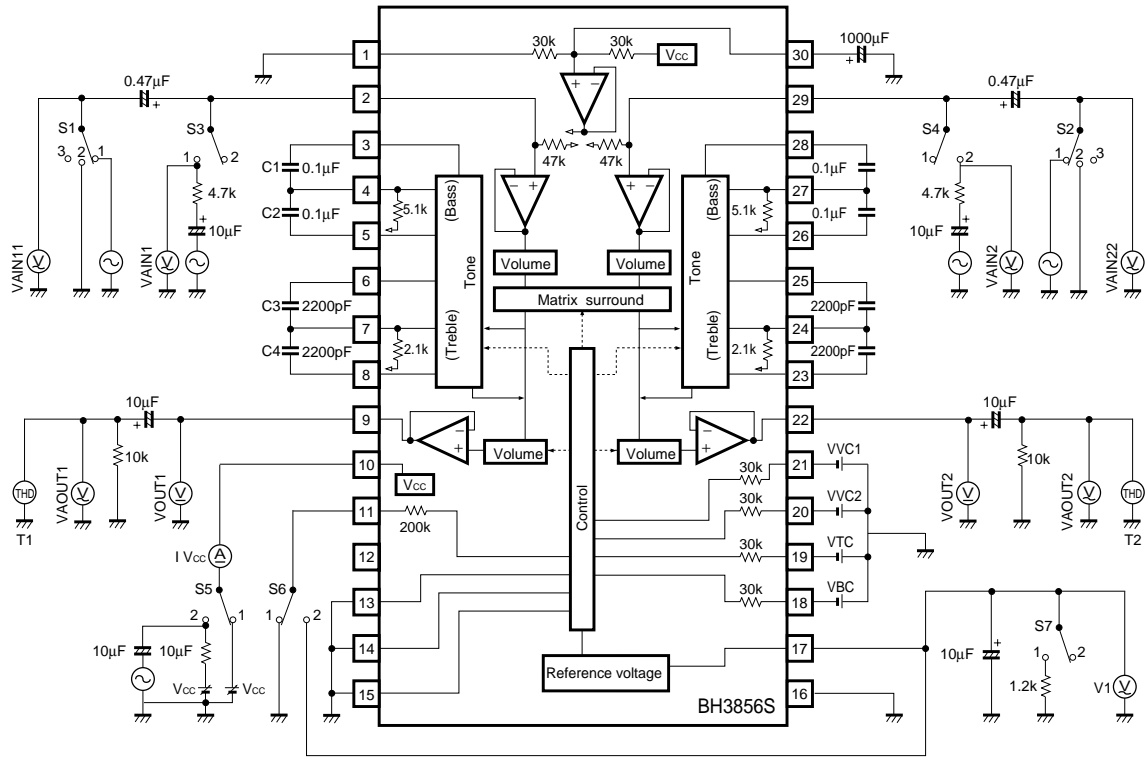 30k 30k
Vcc
1 30
1000μF
+
0.47μF
+
2 29
0.47μF
+
S1
3 2 1
S3
1 2
S4
1 2
S2
1 2 3
+ −
47k 47k
3 28
C1 0.1μF
0.1μF
4 27
5.1k
(Bass)
− +
− +
(Bass)
5.1k
C2 0.1μF
0.1μF
5 26
4.7k
+
10μF
4.7k
+
10μF
VAIN11
V
VAIN1
V
VAIN2
V
VAIN22
V
Volume Volume
Tone
Tone
Matrix surround
6 25
C3 2200pF
2200pF
7 24
2.1k
(Treble)
(Treble)
2.1k
C4 2200pF
2200pF
8 23
10μF
+
9 22
10μF
+
−
+
−
+
Volume Volume
10k
10k
THD
T1
VAOUT1
V
VOUT1
V
VOUT2
V
VAOUT2
V
THD
T2
10
Vcc
21 VVC1
30k
11
200k
20 VVC2
30k
Control
12 19 VTC
30k
13 18 VBC
30k
I Vcc
A
S5
2 1
S6
1 2
10μF
10μF
Vcc Vcc
14 17
Reference voltage
15 16
BH3856S
10μF
+
S7
1 2
1.2k
V1
V